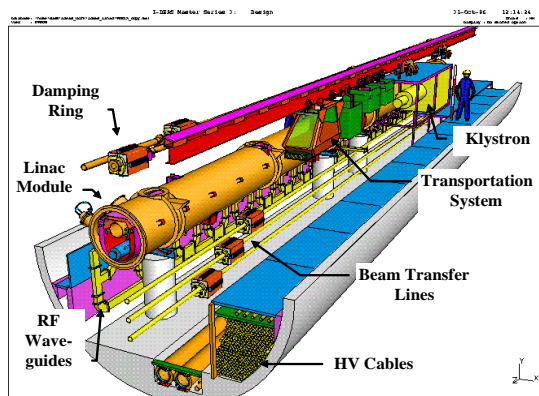 I-DEAS Master Series 3: Design
31-Oct-96 12:14:24
Damping
Ring
Linac
Module
Klystron
Transportation
System
Beam Transfer
Lines
RF
Wave-
guides
HV Cables
Y
Z
X